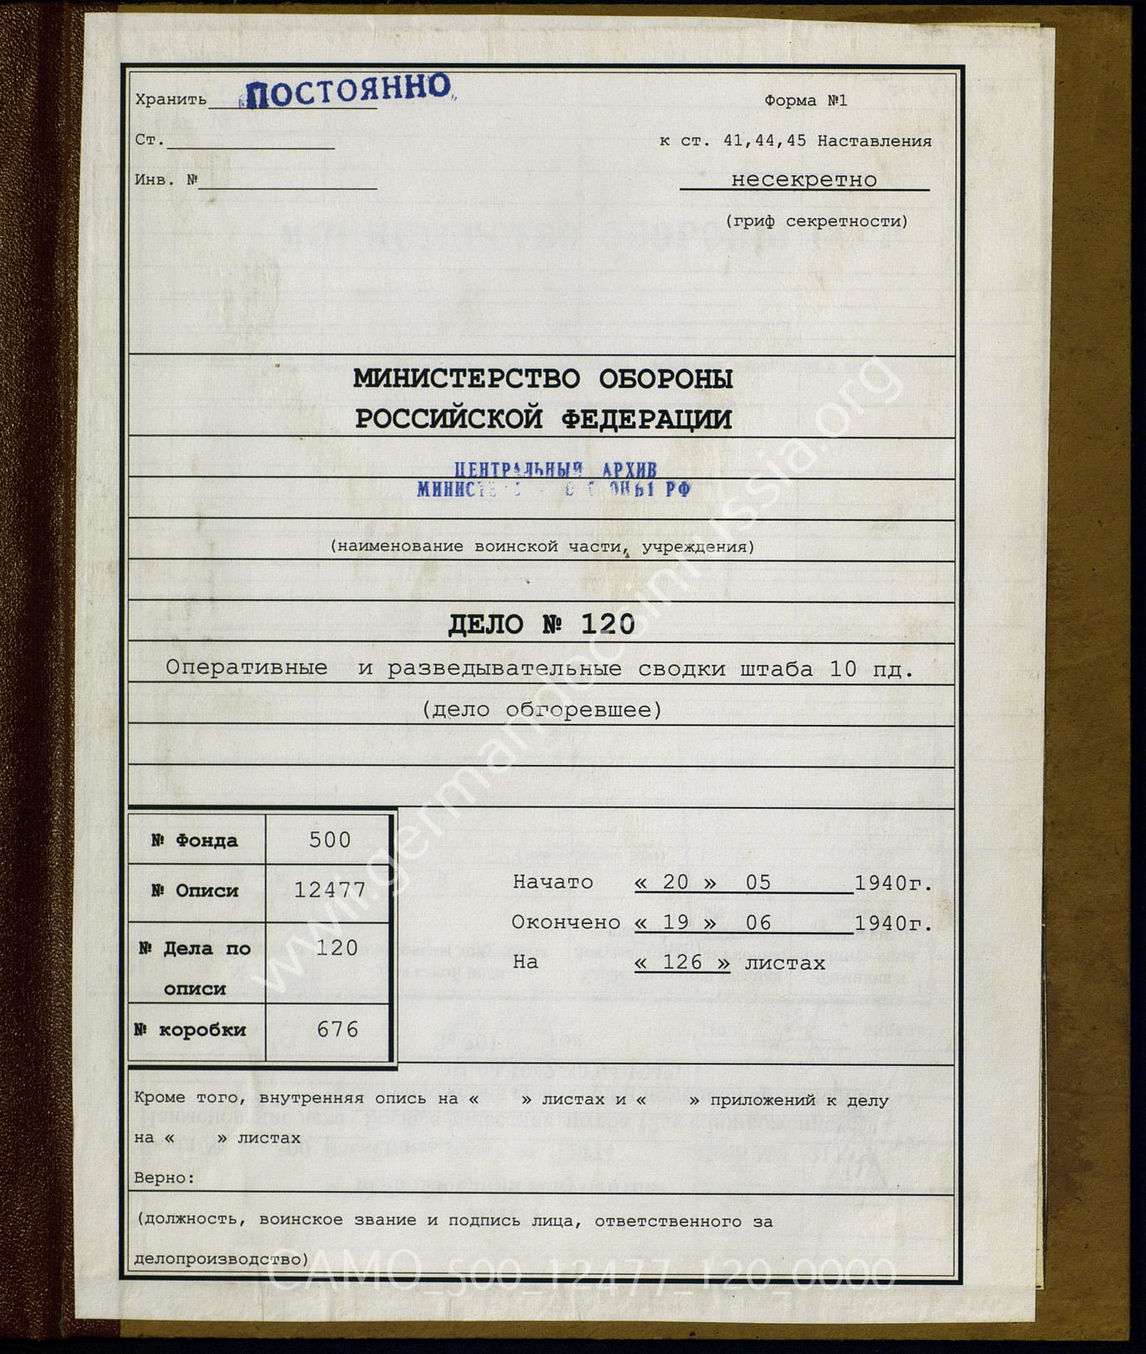 Хранить „ПОСТОЯННО„
Форма №1
Ст.
к ст. 41,44,45 Наставления
Инв. №
несекретно
(гриф секретности)
МИНИСТЕРСТВО ОБОРОНЫ
РОССИЙСКОЙ ФЕДЕРАЦИИ
ЦЕНТРАЛЬНЫЙ АРХИВ
РФ
(наименование воинской части, учреждения)
ДЕЛО № 120
Оперативные и разведывательные сводки штаба 10 пд.
(дело обгоревшее)
№ Фонда 500
№ Описи 12477
№ Дела по описи 120
№ коробки 676
Начато « 20 » 05 1940г.
Окончено « 19 » 06 1940г.
На « 126 » листах
Кроме того, внутренняя опись на « » листах и « » приложений к делу
на « » листах
Верно:
(должность, воинское звание и подпись лица, ответственного за
делопроизводство)
www.germandocsinrussia.org
CAMO_500_12477_120_0000